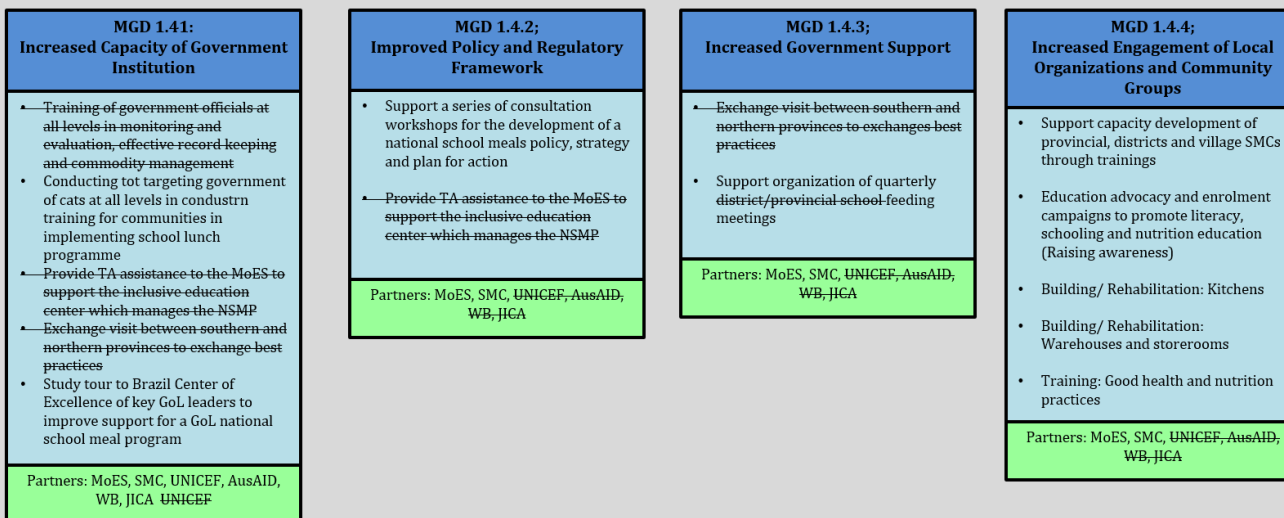 MGD 1.41:
Increased Capacity of Government
Institution
• Training of government officials at
all levels in monitoring and
evaluation, effective record keeping
and commodity management
• Conducting tot targeting government
of cats at all levels in condustrn
training for communities in
implementing school lunch
programme
• Provide TA assistance to the MoES to
support the inclusive education
center which manages the NSMP
• Exchange visit between southern and
northern provinces to exchange best
practices
• Study tour to Brazil Center of
Excellence of key GoL leaders to
improve support for a GoL national
school meal program
Partners: MoES, SMC, UNICEF, AusAID,
WB, JICA UNICEF
MGD 1.4.2;
Improved Policy and Regulatory
Framework
• Support a series of consultation
workshops for the development of a
national school meals policy, strategy
and plan for action
• Provide TA assistance to the MoES to
support the inclusive education
center which manages the NSMP
Partners: MoES, SMC, UNICEF, AusAID,
WB, JICA
MGD 1.4.3;
Increased Government Support
• Exchange visit between southern and
northern provinces to exchanges best
practices
• Support organization of quarterly
district/provincial school feeding
meetings
Partners: MoES, SMC, UNICEF, AusAID,
WB, JICA
MGD 1.4.4;
Increased Engagement of Local
Organizations and Community
Groups
• Support capacity development of
provincial, districts and village SMCs
through trainings
• Education advocacy and enrolment
campaigns to promote literacy,
schooling and nutrition education
(Raising awareness)
• Building/ Rehabilitation: Kitchens
• Building/ Rehabilitation:
Warehouses and storerooms
• Training: Good health and nutrition
practices
Partners: MoES, SMC, UNICEF, AusAID,
WB, JICA